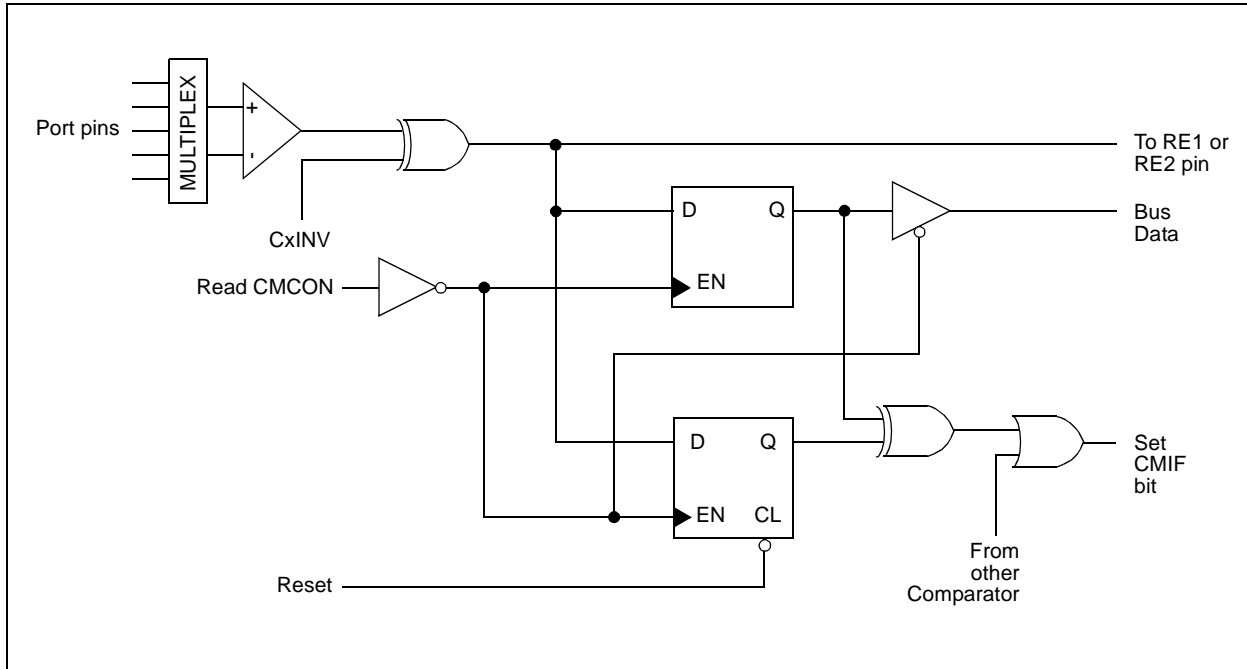 MULTIPLEX
Port pins
+
-
CxINV
Read CMCON
D
Q
EN
To RE1 or
RE2 pin
Bus
Data
D
Q
EN
CL
Reset
Set
CMIF
bit
From
other
Comparator